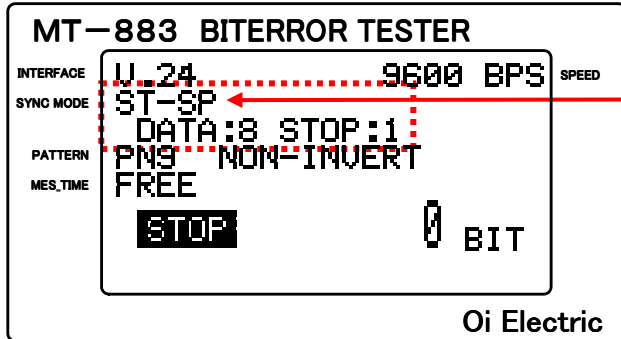 MT-883 BITERROR TESTER
INTERFACE V.24 9600 BPS SPEED
SYNC MODE ST-SP
DATA:8 STOP:1
PATTERN PN9 NON-INVERT
MES_TIME FREE
STOP 0 BIT
Oi Electric